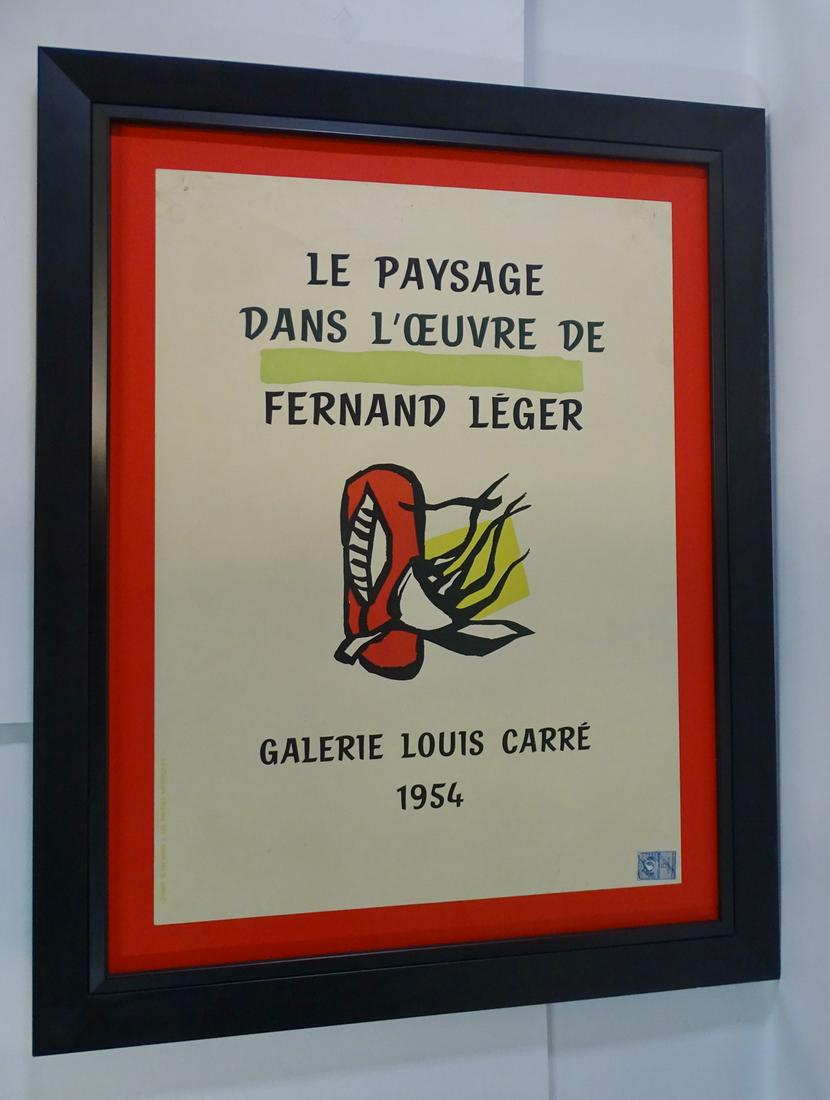 LE PAYSAGE
DANS L'ŒUVRE DE
FERNAND LÉGER
GALERIE LOUIS CARRÉ
1954